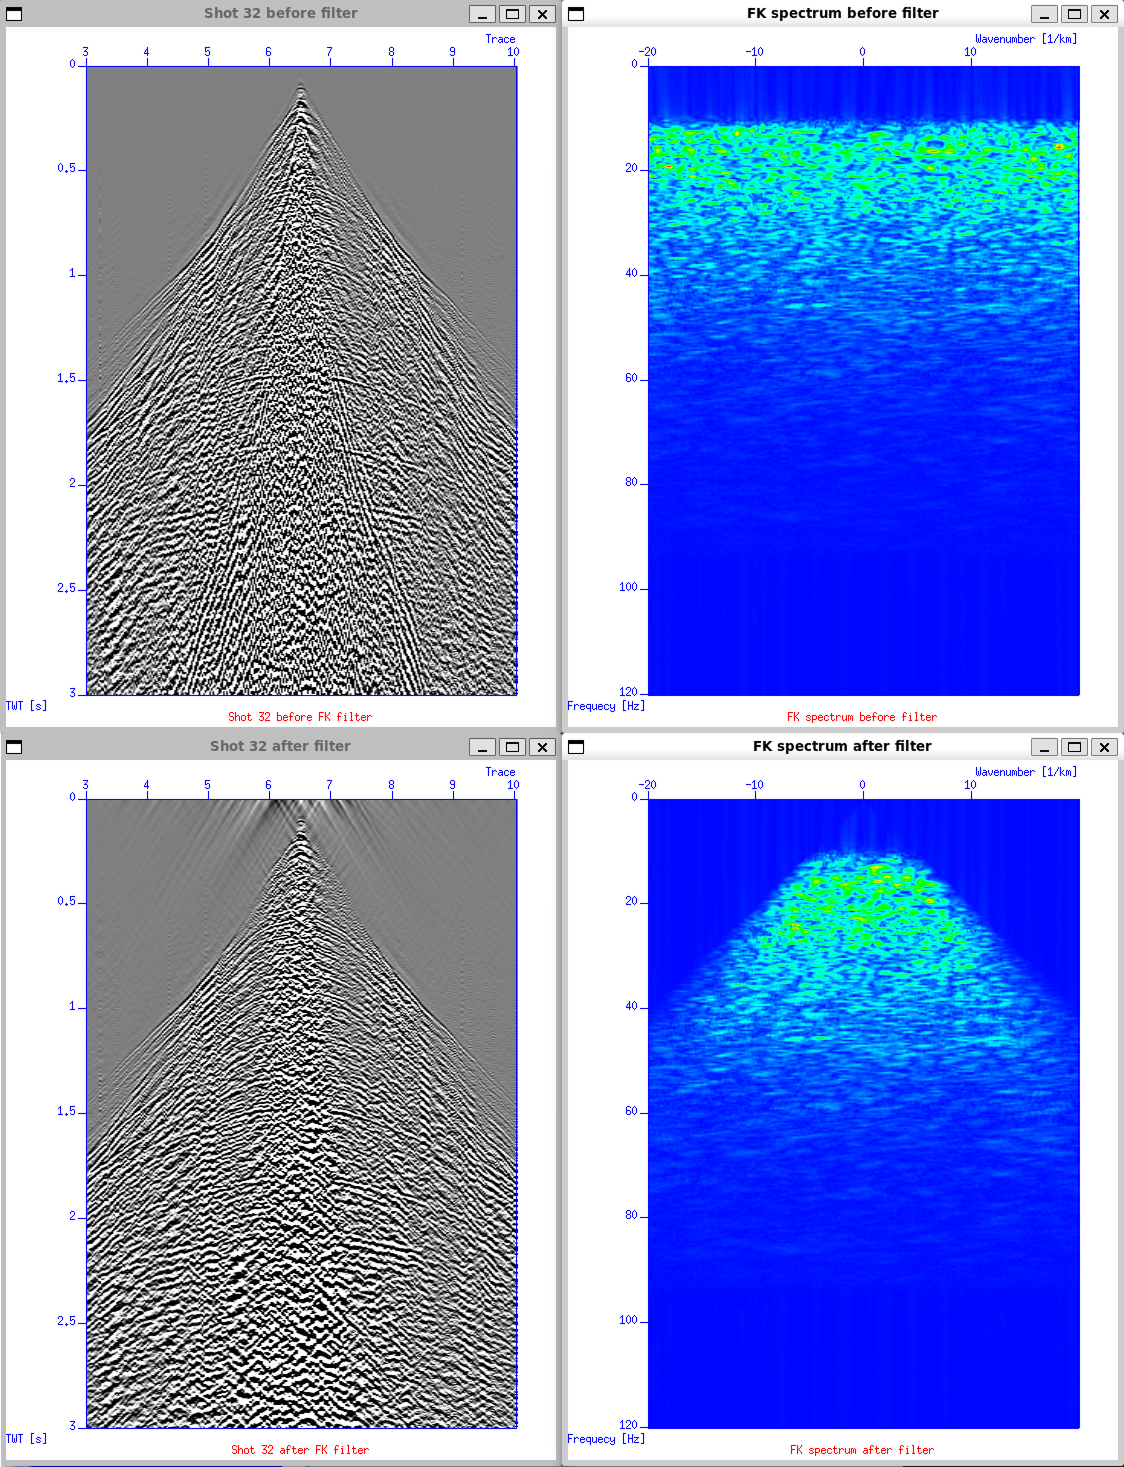 Shot 32 before filter
Trace
3 4 5 6 7 8 9 10
0
0.5
1
1.5
2
2.5
3
TWT [s]
Shot 32 before FK filter
FK spectrum before filter
Wavenumber [1/km]
-20 -10 0 10
0
20
40
60
80
100
120
Frequecy [Hz]
FK spectrum before filter
Shot 32 after filter
Trace
3 4 5 6 7 8 9 10
0
0.5
1
1.5
2
2.5
3
TWT [s]
Shot 32 after FK filter
FK spectrum after filter
Wavenumber [1/km]
-20 -10 0 10
0
20
40
60
80
100
120
Frequecy [Hz]
FK spectrum after filter